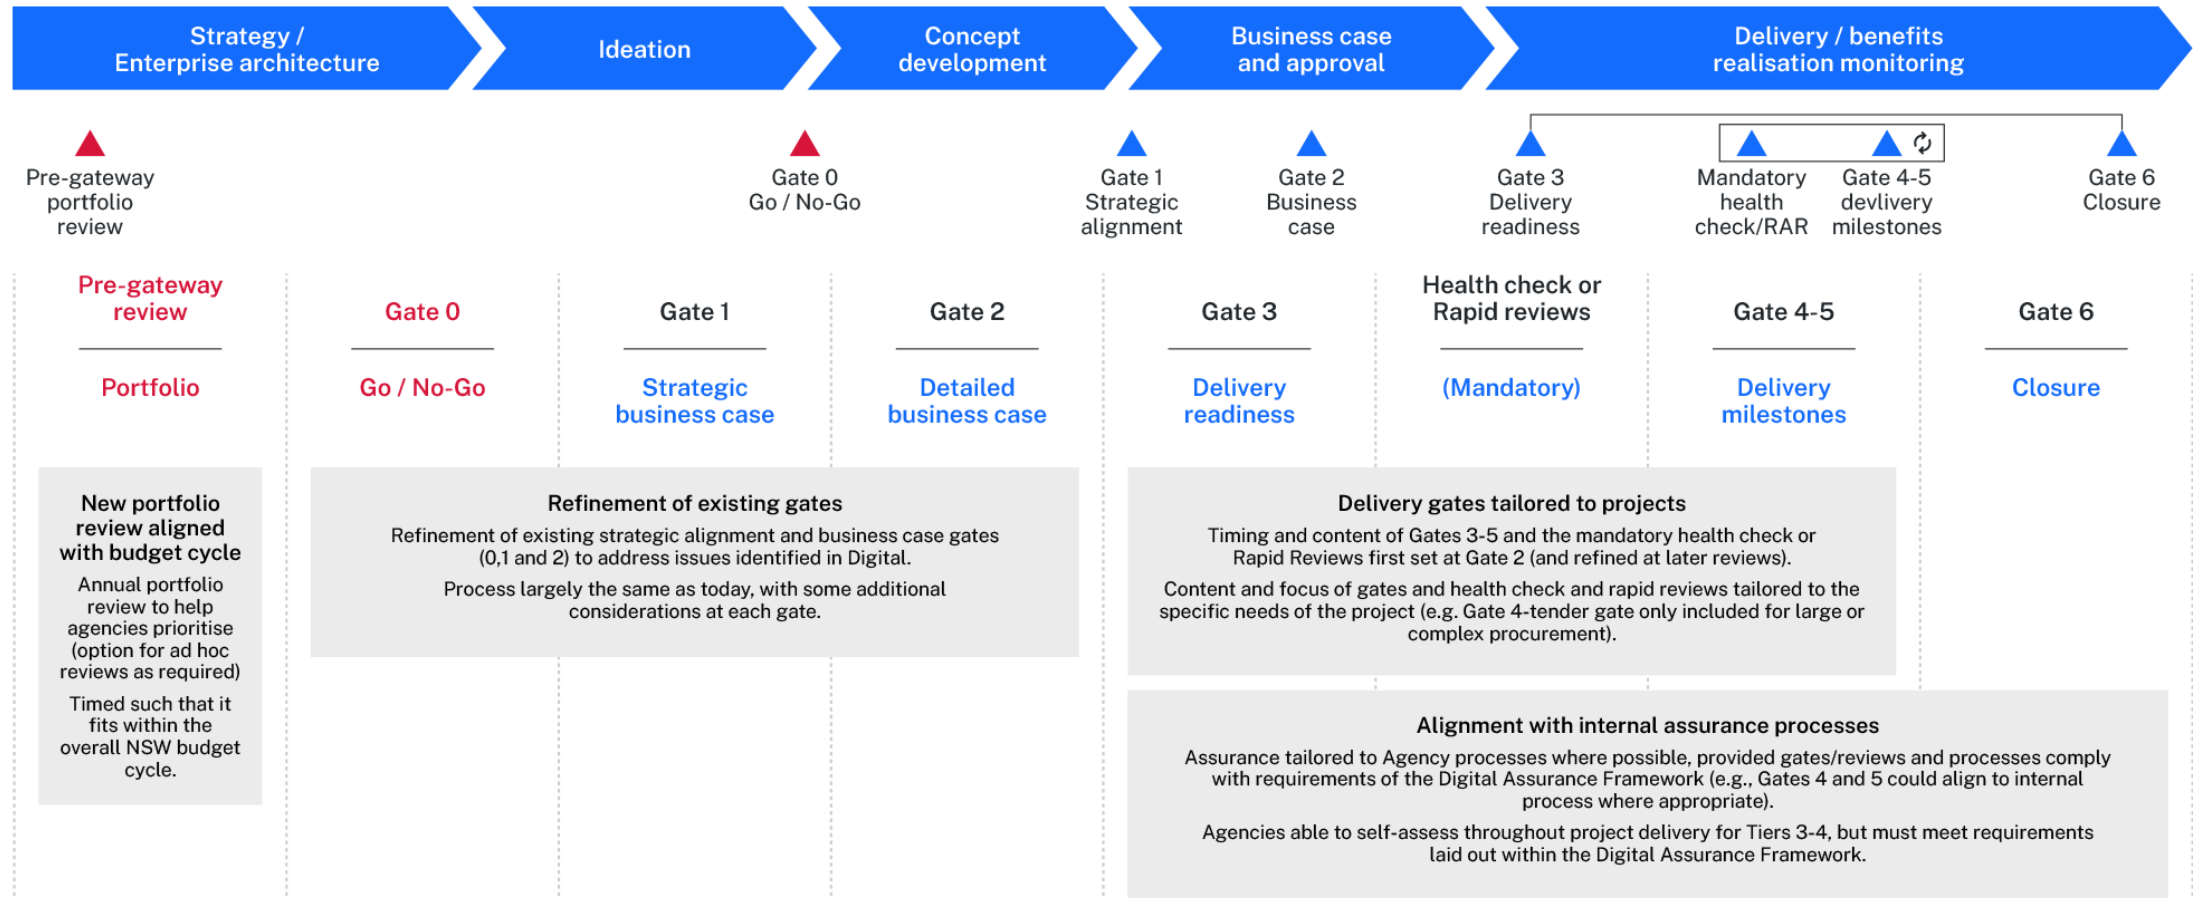 Strategy /
Enterprise architecture
Ideation
Concept
development
Business case
and approval
Delivery / benefits
realisation monitoring
Pre-gateway
portfolio
review
Gate 0
Go / No-Go
Gate 1
Strategic
alignment
Gate 2
Business
case
Gate 3
Delivery
readiness
Mandatory
health
check/RAR
Gate 4-5
devlivery
milestones
Gate 6
Closure
Pre-gateway
review
Portfolio
Gate 0
Go / No-Go
Gate 1
Strategic
business case
Gate 2
Detailed
business case
Gate 3
Delivery
readiness
Health check or
Rapid reviews
(Mandatory)
Gate 4-5
Delivery
milestones
Gate 6
Closure
New portfolio
review aligned
with budget cycle
Annual portfolio
review to help
agencies prioritise
(option for ad hoc
reviews as required)
Timed such that it
fits within the
overall NSW budget
cycle.
Refinement of existing gates
Refinement of existing strategic alignment and business case gates
(0,1 and 2) to address issues identified in Digital.
Process largely the same as today, with some additional
considerations at each gate.
Delivery gates tailored to projects
Timing and content of Gates 3-5 and the mandatory health check or
Rapid Reviews first set at Gate 2 (and refined at later reviews).
Content and focus of gates and health check and rapid reviews tailored to the
specific needs of the project (e.g. Gate 4-tender gate only included for large or
complex procurement).
Alignment with internal assurance processes
Assurance tailored to Agency processes where possible, provided gates/reviews and processes comply
with requirements of the Digital Assurance Framework (e.g., Gates 4 and 5 could align to internal
process where appropriate).
Agencies able to self-assess throughout project delivery for Tiers 3-4, but must meet requirements
laid out within the Digital Assurance Framework.